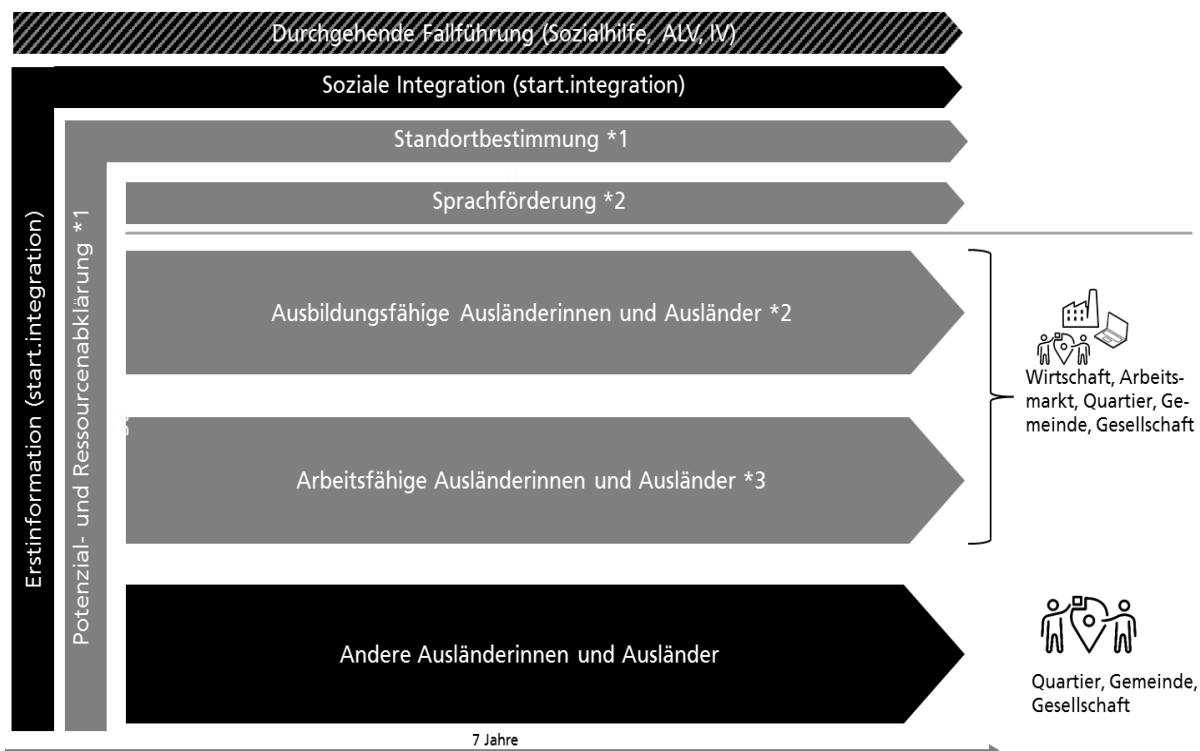 Durchgehende Fallführung (Sozialhilfe, ALV, IV)
Soziale Integration (start.integration)
Standortbestimmung *1
Sprachförderung *2
Erstinformation (start.integration)
Potenzial- und Ressourcenabklärung *1
Ausbildungsfähige Ausländerinnen und Ausländer *2
Wirtschaft, Arbeits-
markt, Quartier, Ge-
meinde, Gesellschaft
Arbeitsfähige Ausländerinnen und Ausländer *3
Andere Ausländerinnen und Ausländer
Quartier, Gemeinde,
Gesellschaft
7 Jahre